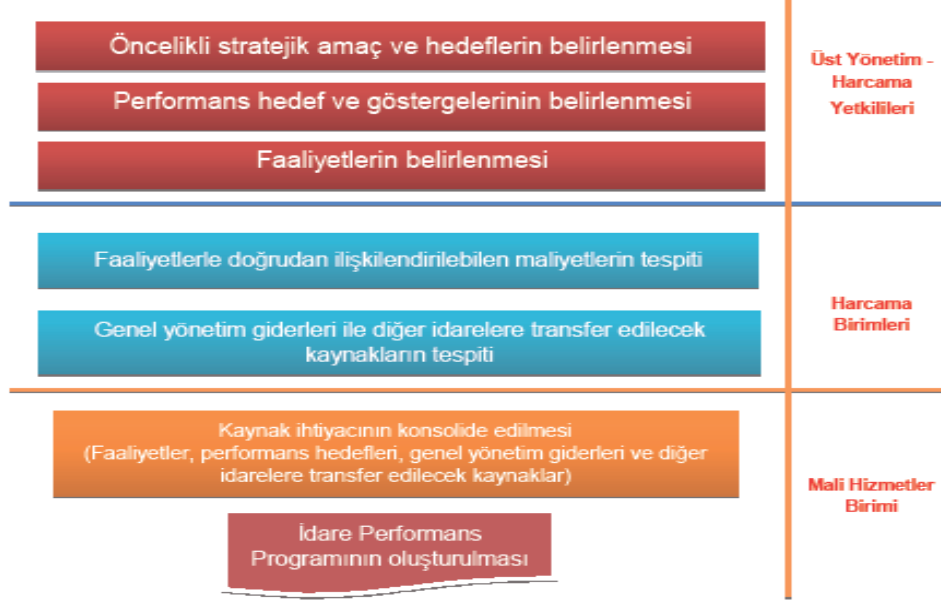 Öncelikli stratejik amaç ve hedeflerin belirlenmesi
Performans hedef ve göstergelerinin belirlenmesi
Faaliyetlerin belirlenmesi
Üst Yönetim -
Harcama
Yetkilileri
Faaliyetlerle doğrudan ilişkilendirilebilen maliyetlerin tespiti
Genel yönetim giderleri ile diğer idarelere transfer edilecek
kaynakların tespiti
Harcama
Birimleri
Kaynak ihtiyacının konsolide edilmesi
(Faaliyetler, performans hedefleri, genel yönetim giderleri ve diğer
idarelere transfer edilecek kaynaklar)
İdare Performans
Programının oluşturulması
Mali Hizmetler
Birimi